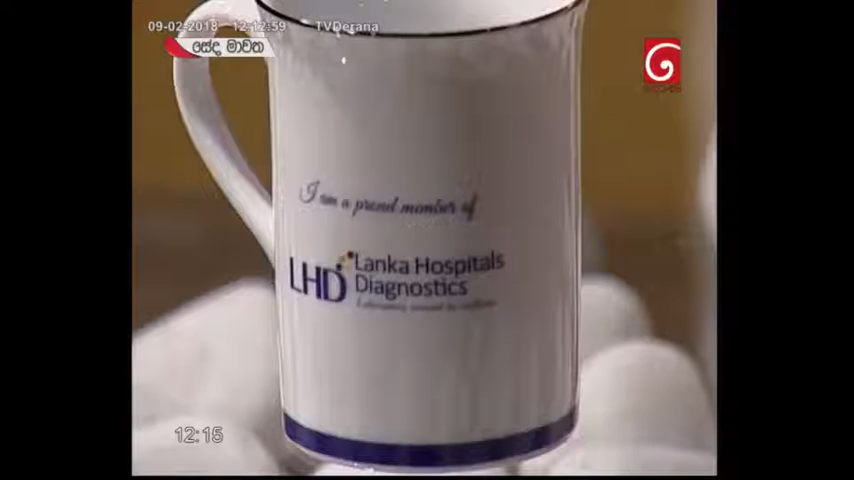 09-02-2018 12:12:59 TVDerana
සේද මාවත
I am a proud member of
LHD Lanka Hospitals
Diagnostics
12:15